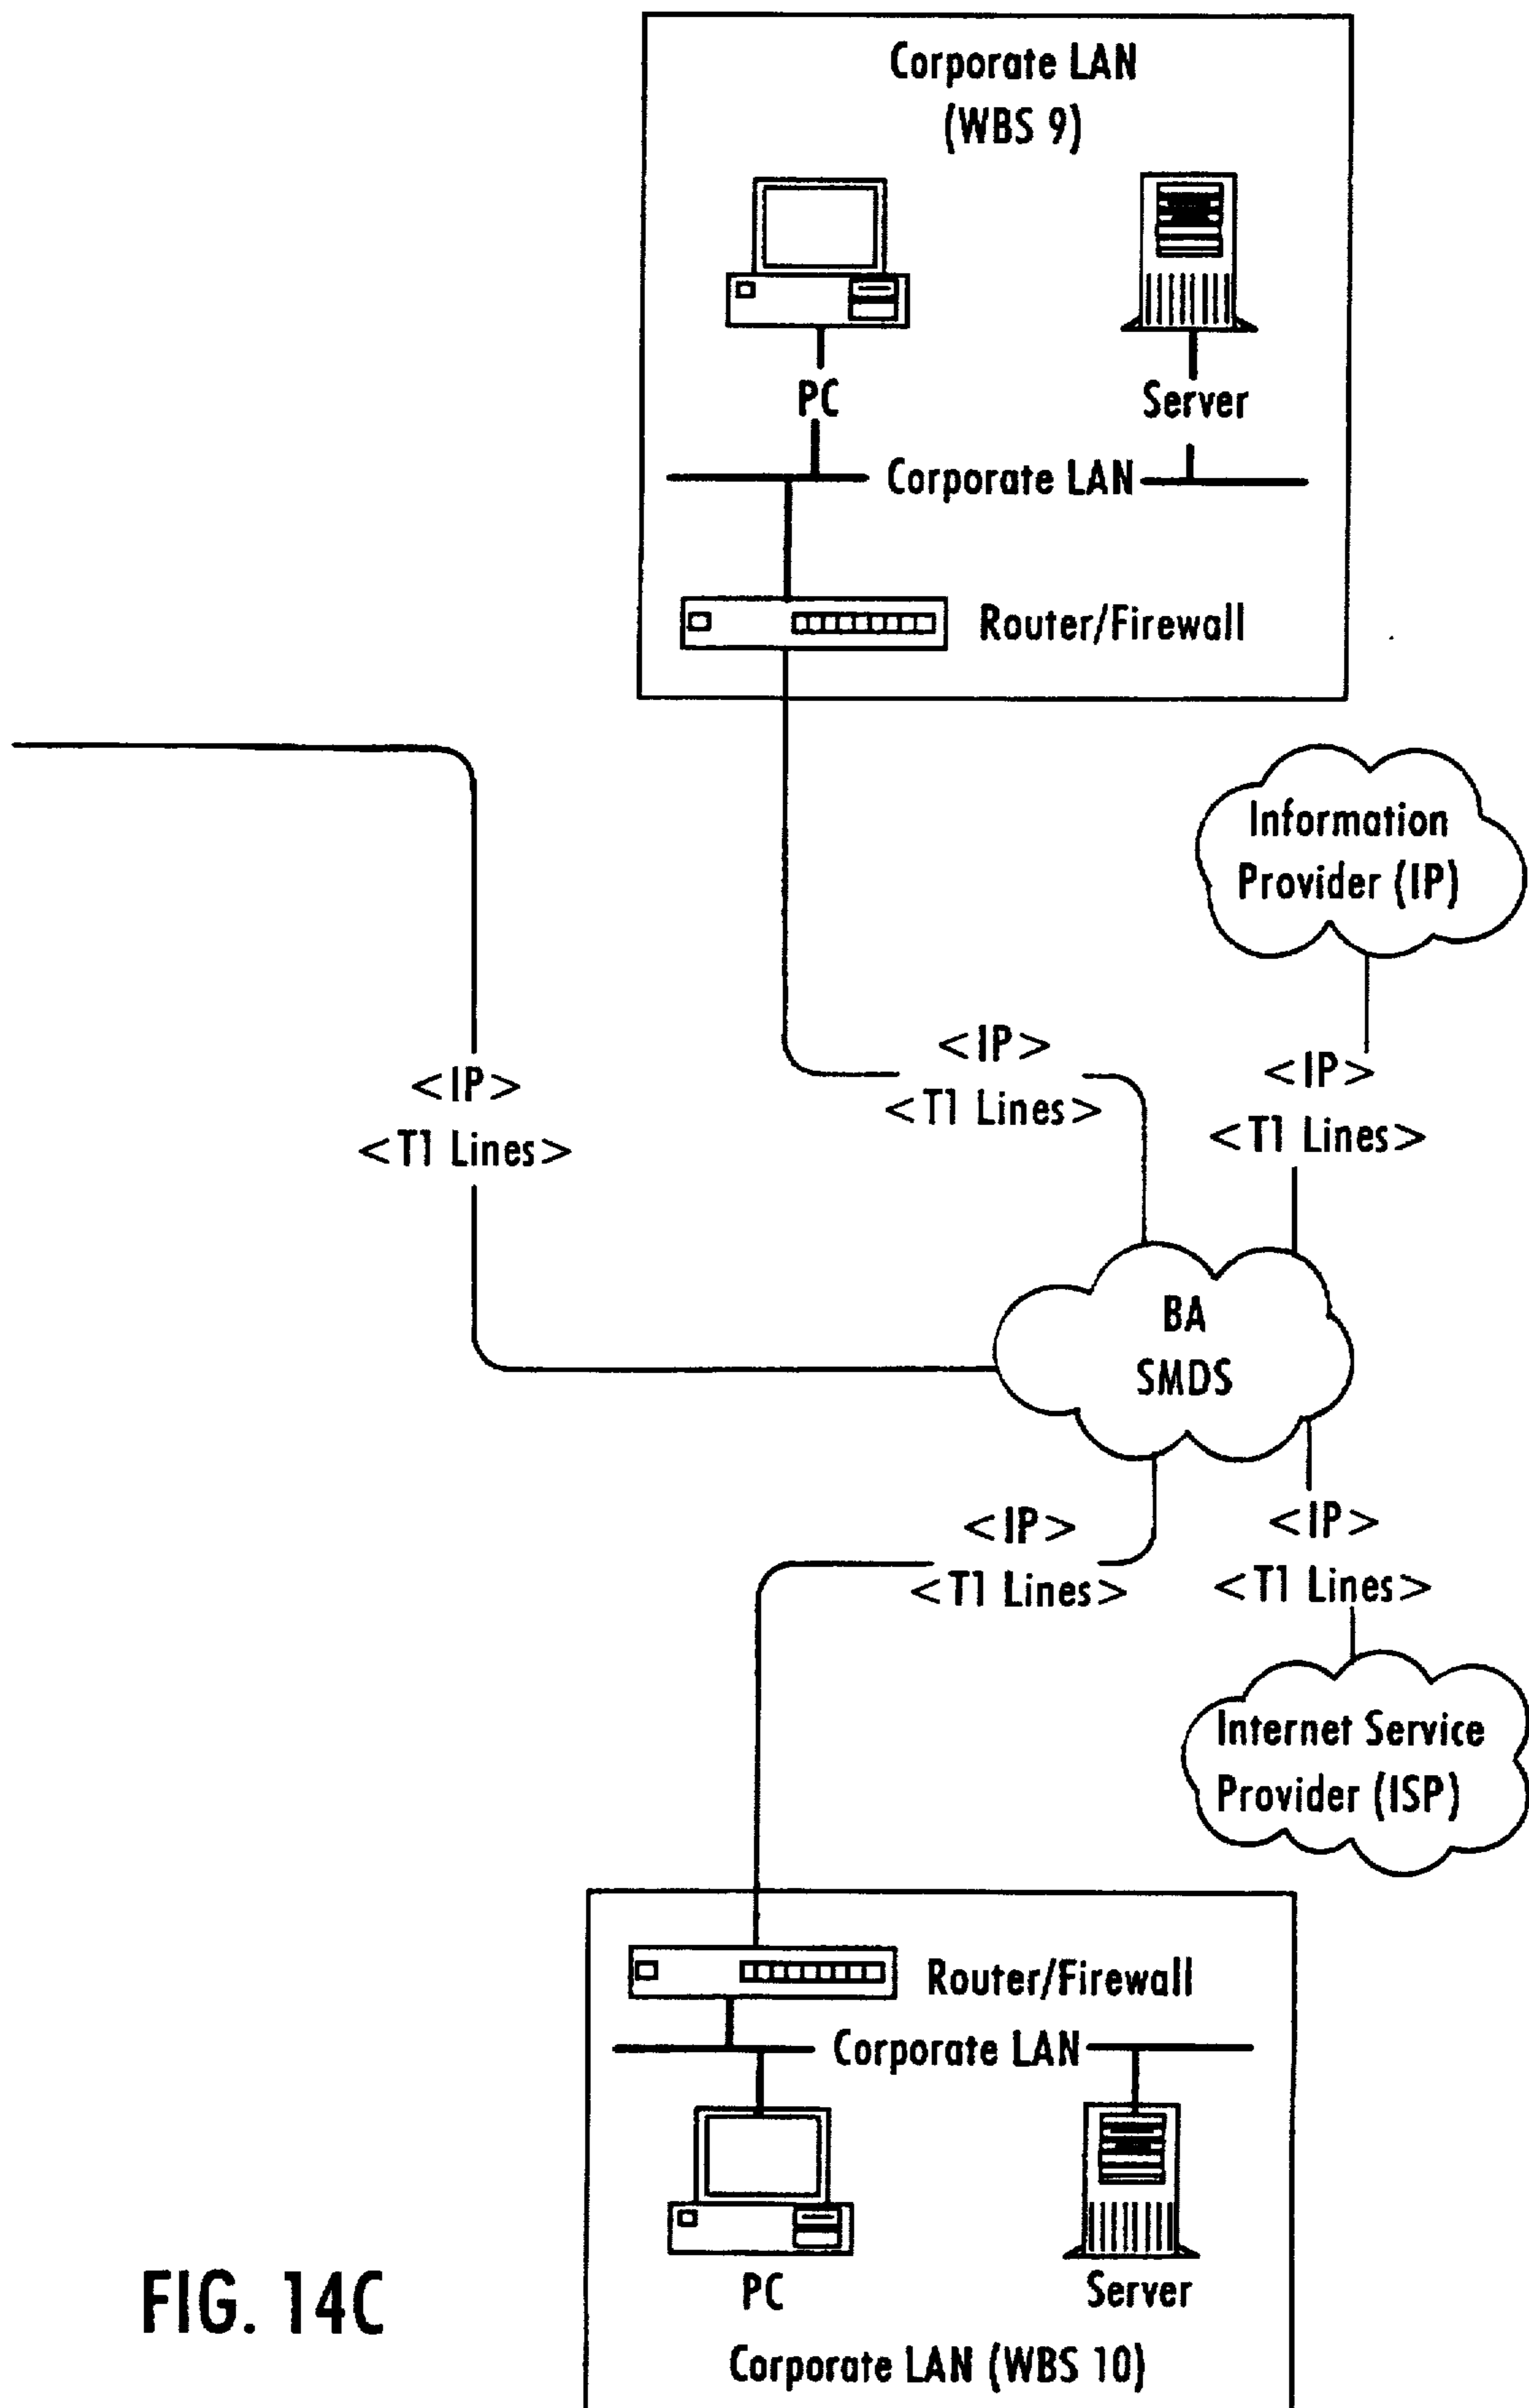 Corporate LAN
(WBS 9)
PC
Server
Corporate LAN
Router/Firewall
Information
Provider (IP)
<IP>
<T1 Lines>
<IP>
<T1 Lines>
<IP>
<T1 Lines>
BA
SMDS
<IP>
<T1 Lines>
<IP>
<T1 Lines>
Internet Service
Provider (ISP)
Router/Firewall
Corporate LAN
PC
Server
Corporate LAN (WBS 10)
FIG. 14C